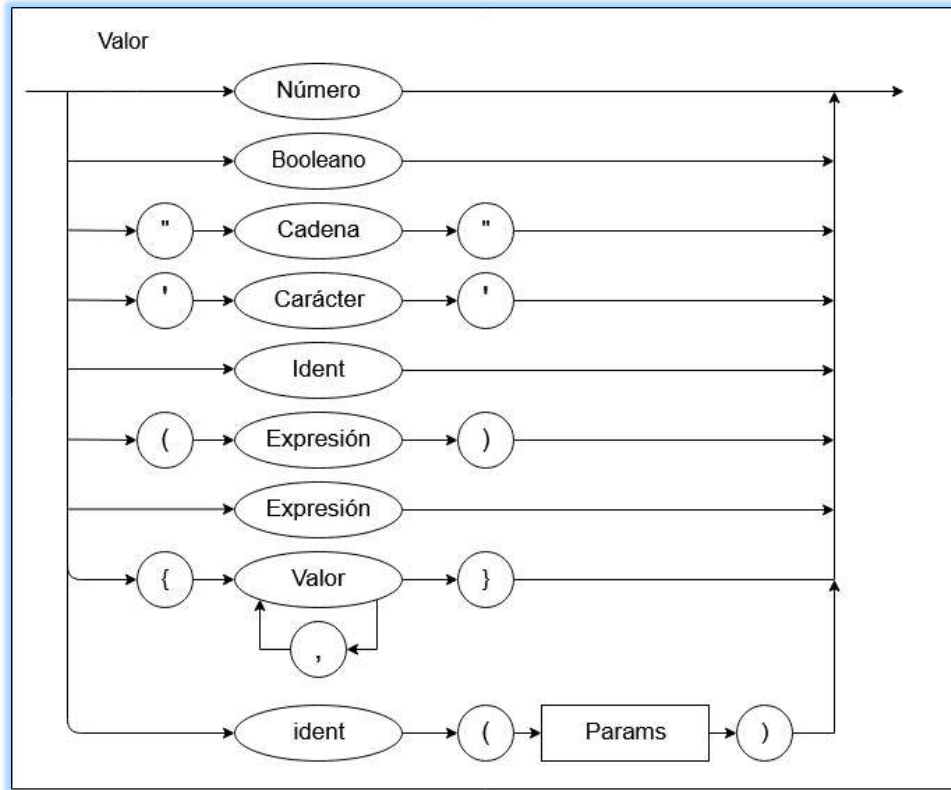 Valor
Número
Booleano
" Cadena "
' Carácter '
Ident
( Expresión )
Expresión
{ Valor }
,
ident ( Params )